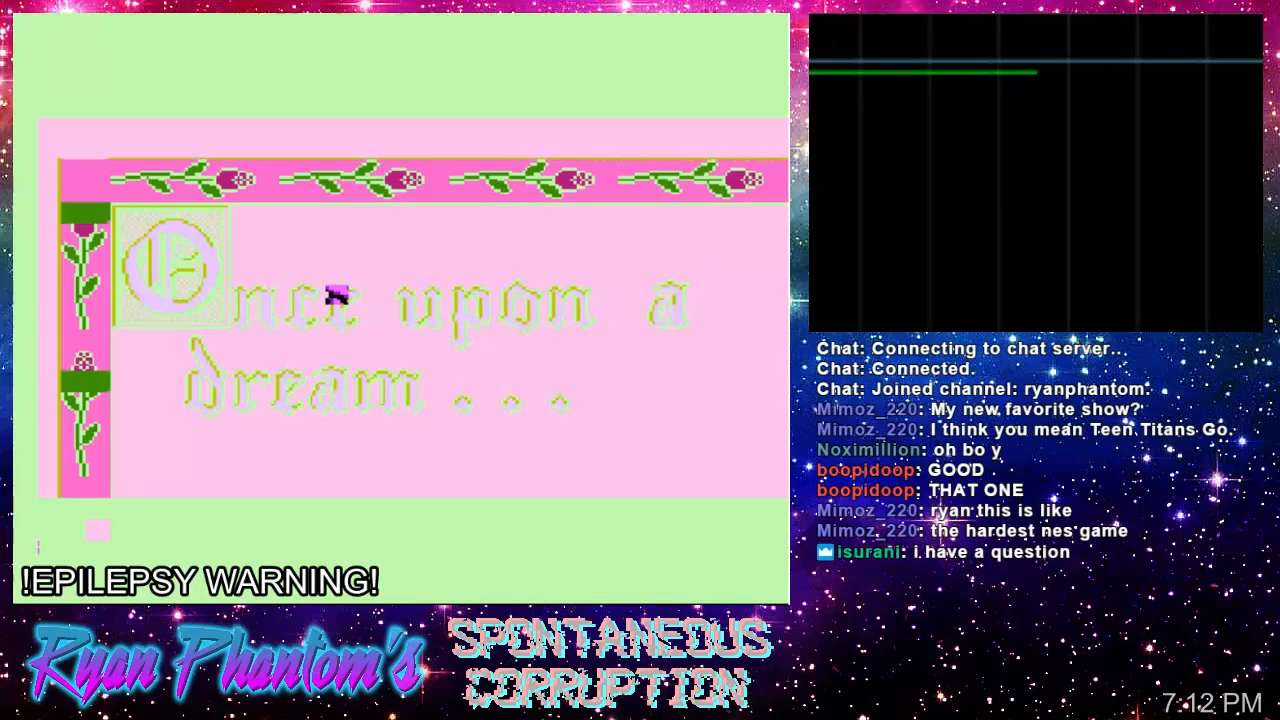 Once upon a
dream...
!EPILEPSY WARNING!
Ryan Phantom's
SPONTANEOUS
CORRUPTION
Chat: Connecting to chat server...
Chat: Connected.
Chat: Joined channel: ryanphantom.
Mimoz_220: My new favorite show?
Mimoz_220: I think you mean Teen Titans Go.
Noximillion: oh bo y
boopidoop: GOOD
boopidoop: THAT ONE
Mimoz_220: ryan this is like
Mimoz_220: the hardest nes game
isurani: i have a question
7:12 PM